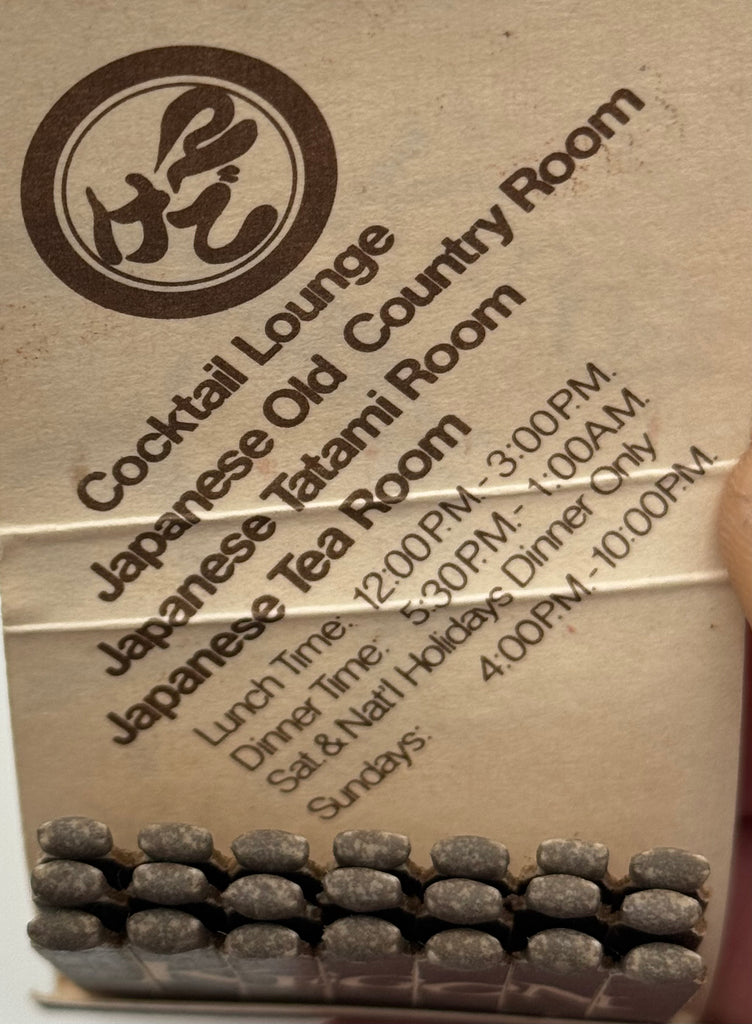 Cocktail Lounge
Japanese Old Country Room
Japanese Tatami Room
Japanese Tea Room
Lunch Time: 12:00P.M.- 3:00P.M.
Dinner Time: 5:30P.M.- 1:00A.M.
Sat. & Nat'l Holidays Dinner Only
Sundays: 4:00P.M.-10:00P.M.